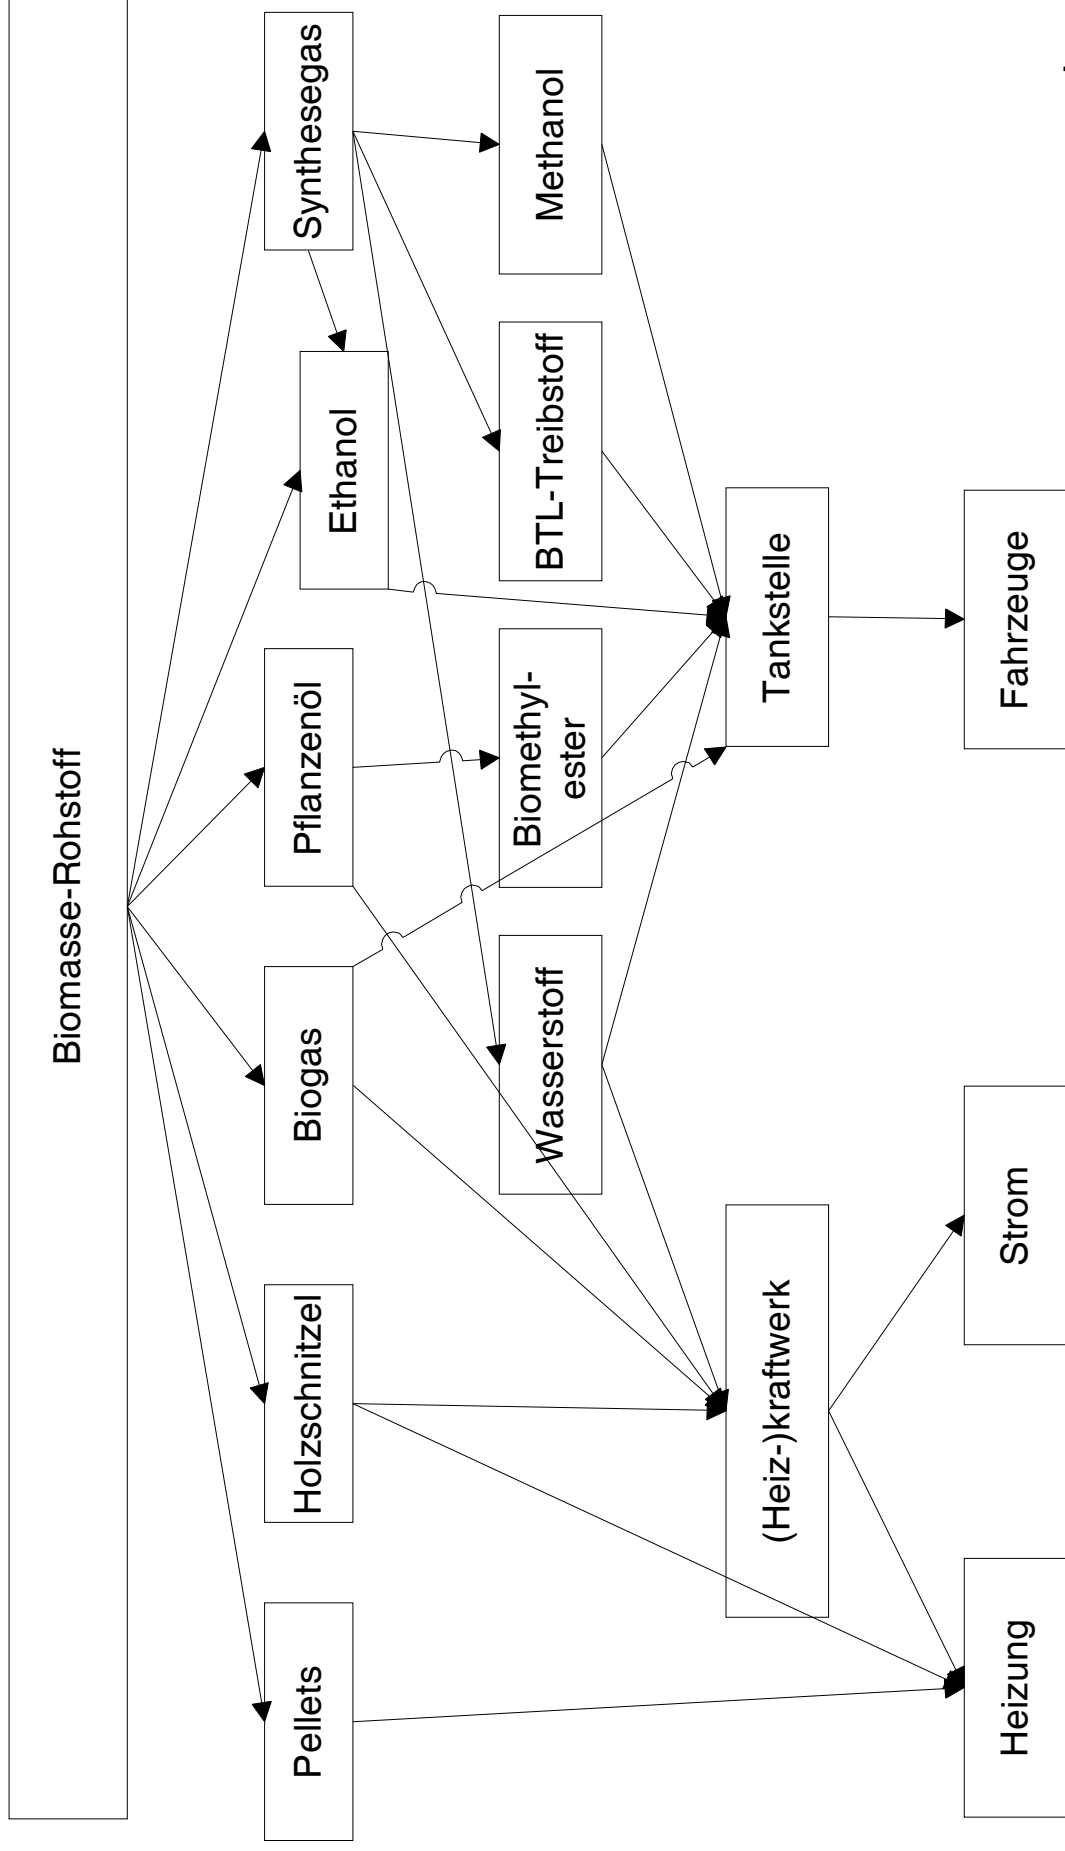 Biomasse-Rohstoff
Pellets
Holzschnitzel
Biogas
Pflanzenöl
Ethanol
Synthesegas
Wasserstoff
Biomethyl-
ester
BTL-Treibstoff
Methanol
(Heiz-)kraftwerk
Tankstelle
Heizung
Strom
Fahrzeuge